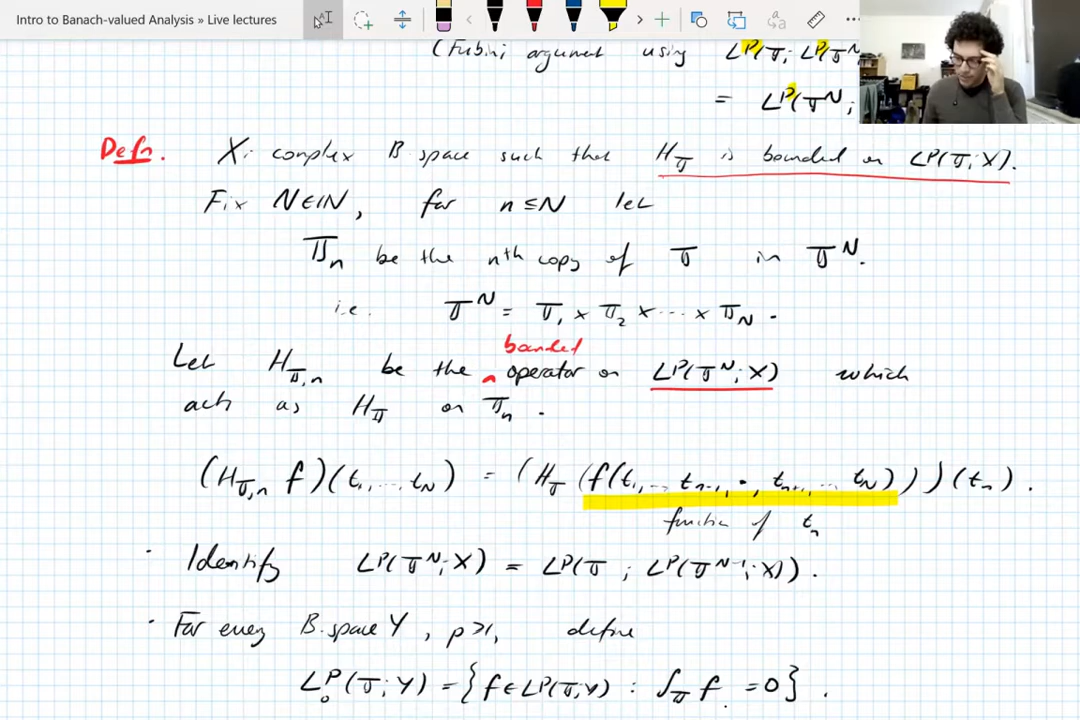 Intro to Banach-valued Analysis » Live lectures
(Fubini argument using L^p(𝕋; L^p(𝕋^N
= L^p(𝕋^N;
Defn. X: complex B. space such that H_𝕋 is bounded on L^p(𝕋;X).
Fix N∈ℕ, for n ≤ N let
𝕋_n be the nth copy of 𝕋 in 𝕋^N.
i.e. 𝕋^N = 𝕋_1 × 𝕋_2 × ··· × 𝕋_N.
bounded
Let H_{𝕋,n} be the ^ operator on L^p(𝕋^N;X) which
acts as H_𝕋 on 𝕋_n.
(H_{𝕋,n} f)(t_1,...,t_N) = (H_𝕋 (f(t_1,...,t_{n-1}, •, t_{n+1},... t_N)))(t_n).
function of t_n
· Identify L^p(𝕋^N;X) = L^p(𝕋; L^p(𝕋^{N-1};X)).
· For every B. space Y, p≥1, define
L^p_0(𝕋;Y) = {f∈L^p(𝕋;Y) : ∫_𝕋 f = 0}.